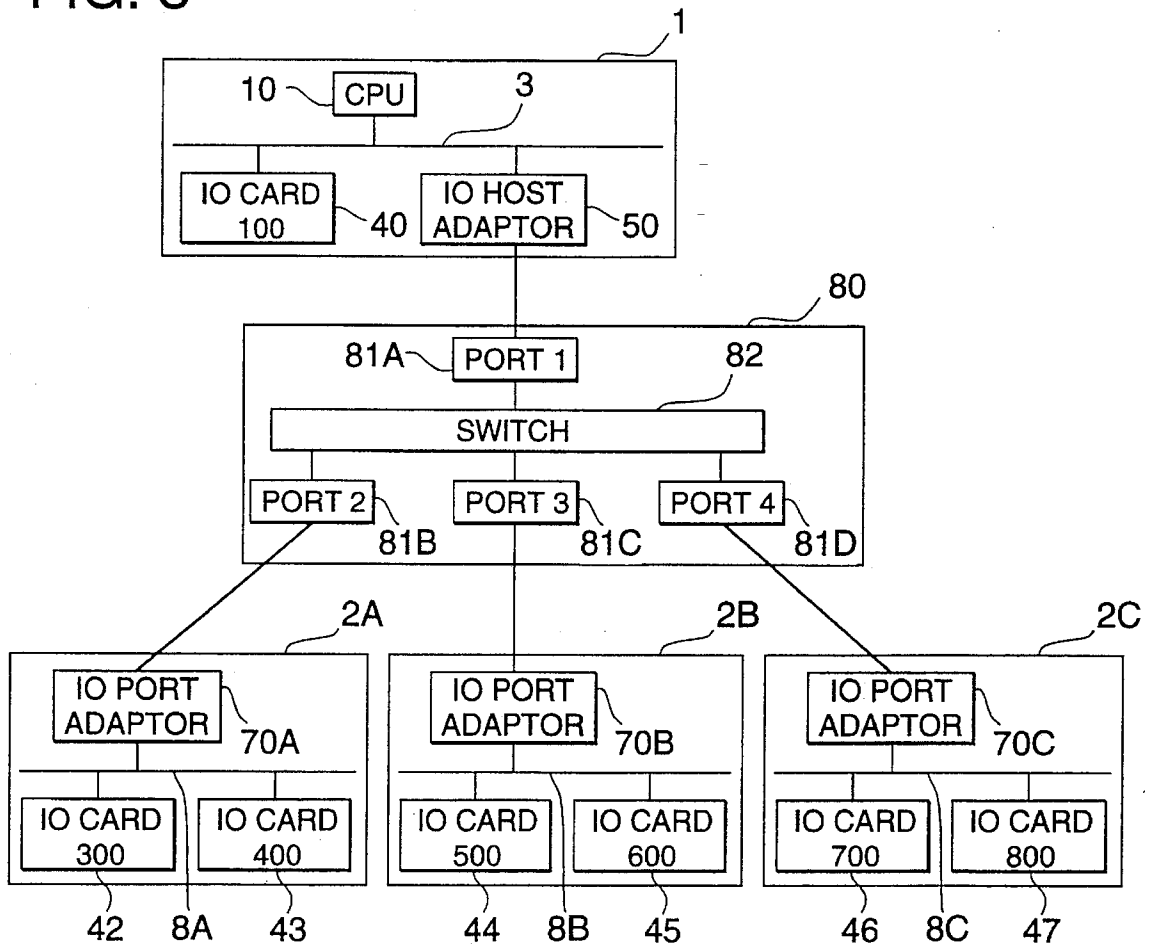 1
10
CPU
3
IO CARD
100
40
IO HOST
ADAPTOR
50
80
81A
PORT 1
82
SWITCH
PORT 2
81B
PORT 3
81C
PORT 4
81D
2A
2B
2C
IO PORT
ADAPTOR
70A
IO PORT
ADAPTOR
70B
IO PORT
ADAPTOR
70C
IO CARD
300
IO CARD
400
IO CARD
500
IO CARD
600
IO CARD
700
IO CARD
800
42
8A
43
44
8B
45
46
8C
47